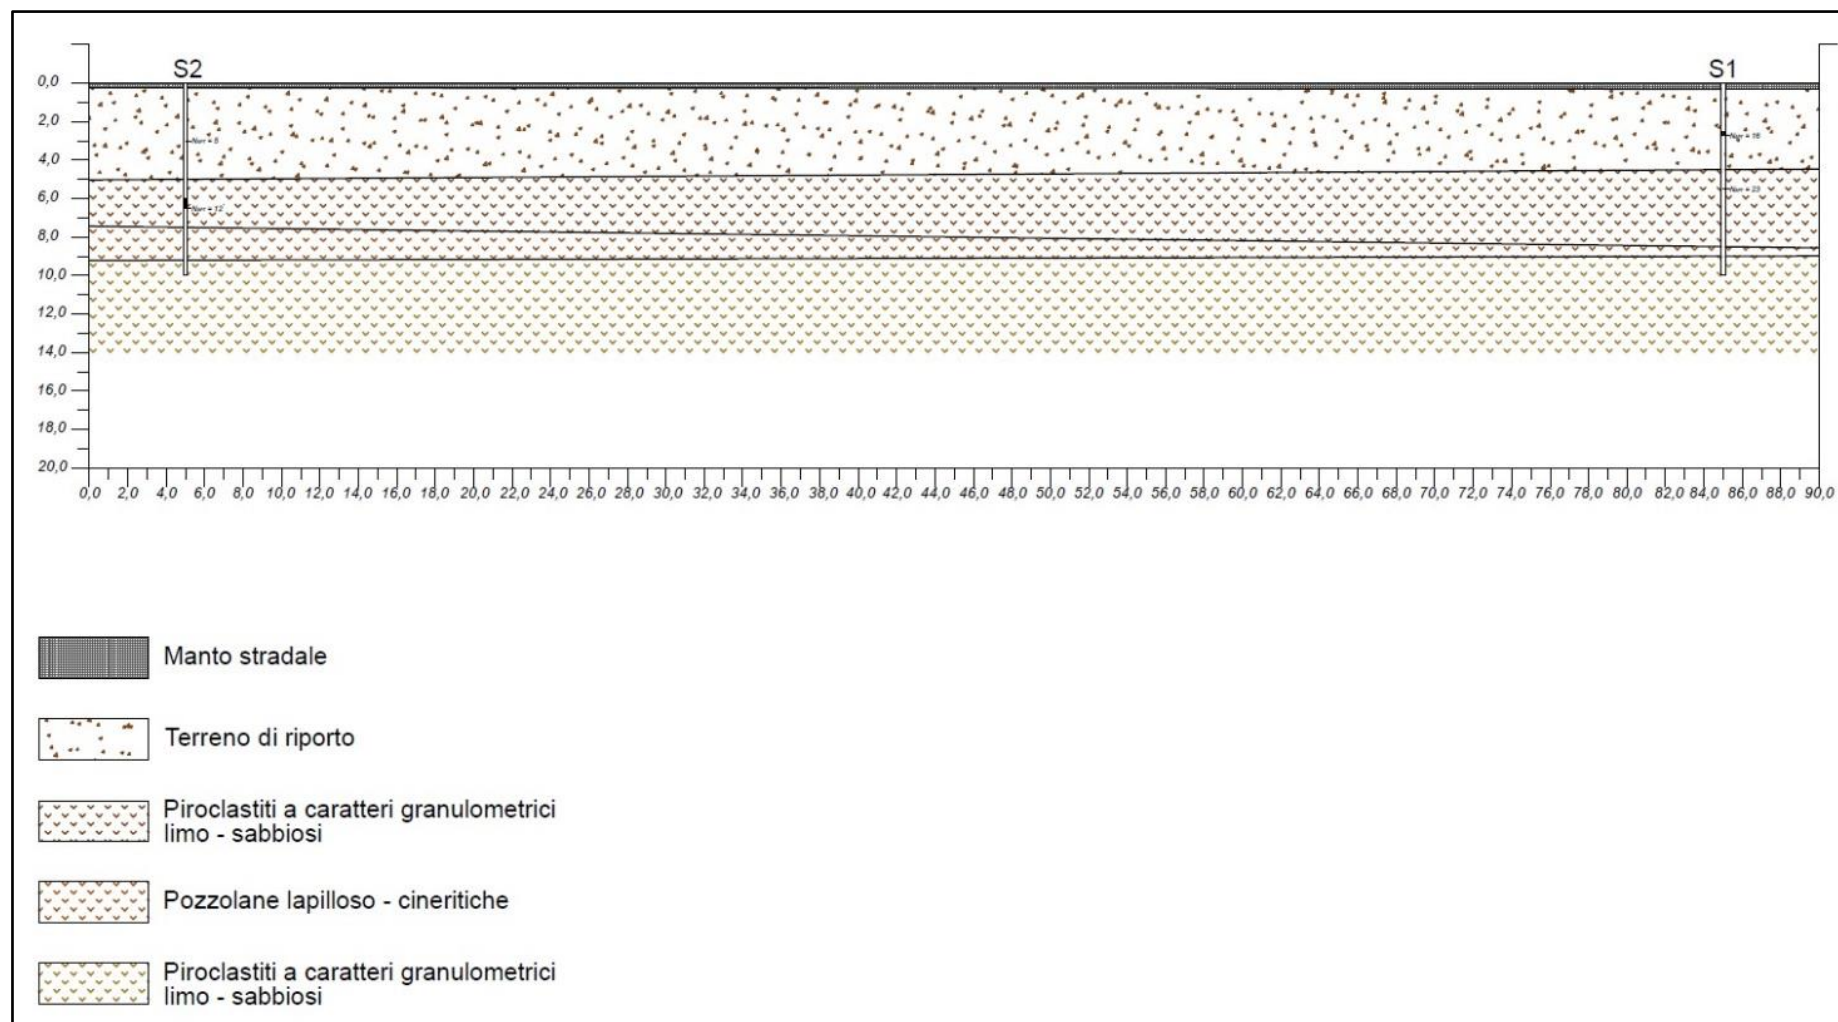 S2
S1
0,0
2,0
4,0
6,0
8,0
10,0
12,0
14,0
16,0
18,0
20,0
0,0 2,0 4,0 6,0 8,0 10,0 12,0 14,0 16,0 18,0 20,0 22,0 24,0 26,0 28,0 30,0 32,0 34,0 36,0 38,0 40,0 42,0 44,0 46,0 48,0 50,0 52,0 54,0 56,0 58,0 60,0 62,0 64,0 66,0 68,0 70,0 72,0 74,0 76,0 78,0 80,0 82,0 84,0 86,0 88,0 90,0
Manto stradale
Terreno di riporto
Piroclastiti a caratteri granulometrici
limo - sabbiosi
Pozzolane lapilloso - cineritiche
Piroclastiti a caratteri granulometrici
limo - sabbiosi